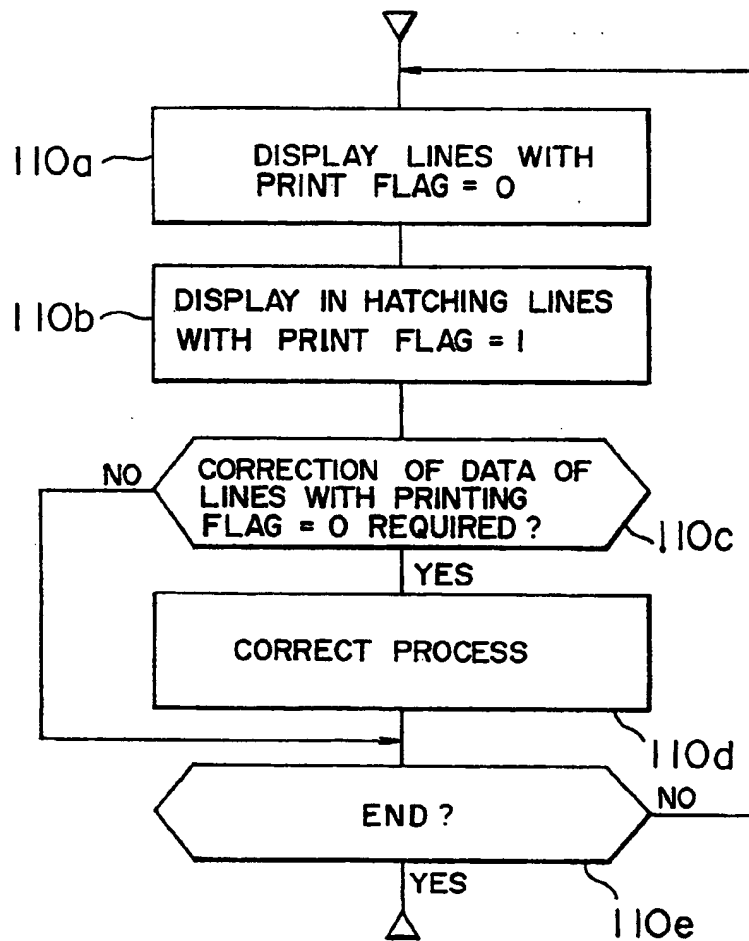 110a
DISPLAY LINES WITH
PRINT FLAG = 0
110b
DISPLAY IN HATCHING LINES
WITH PRINT FLAG = 1
NO
CORRECTION OF DATA OF
LINES WITH PRINTING
FLAG = 0 REQUIRED ?
110c
YES
CORRECT PROCESS
110d
END ?
NO
YES
110e